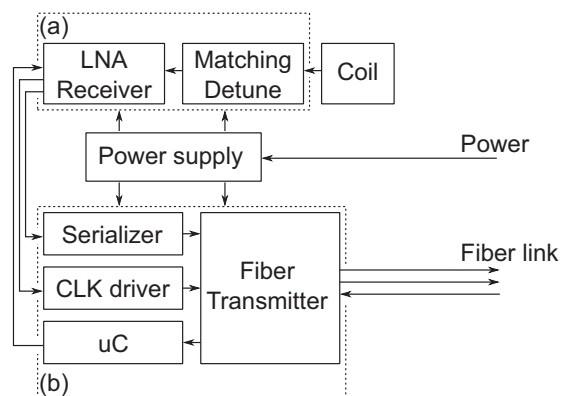 (a)
LNA
Receiver
Matching
Detune
Coil
Power supply
Power
Serializer
CLK driver
uC
Fiber
Transmitter
Fiber link
(b)